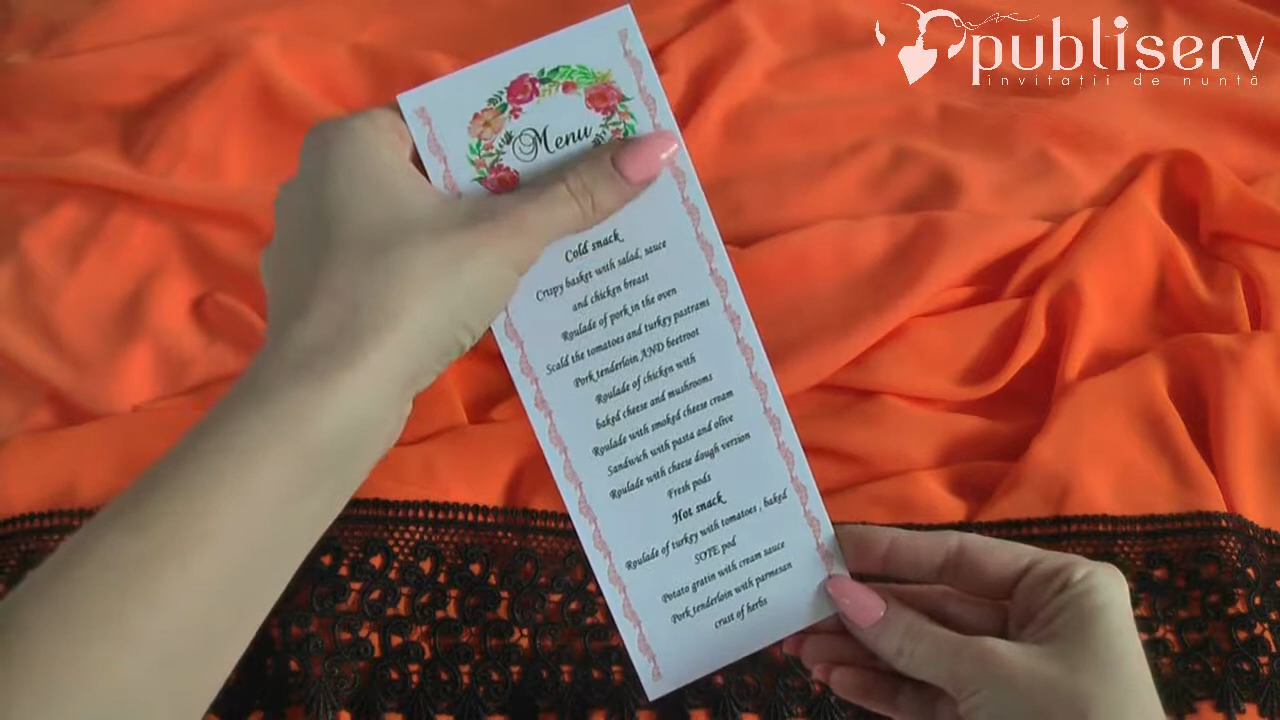 publiserv
invitații de nuntă
Menu
Cold snack
Crispy basket with salad, sauce
and chicken breast
Roulade of pork in the oven
Scald the tomatoes and turkey pastrami
Pork tenderloin AND beetroot
Roulade of chicken with
baked cheese and mushrooms
Roulade with smoked cheese cream
Sandwich with pasta and olive
Roulade with cheese dough version
Fresh pods
Hot snack
Roulade of turkey with tomatoes , baked
SOTE pod
Potato gratin with cream sauce
Pork tenderloin with parmesan
crust of herbs